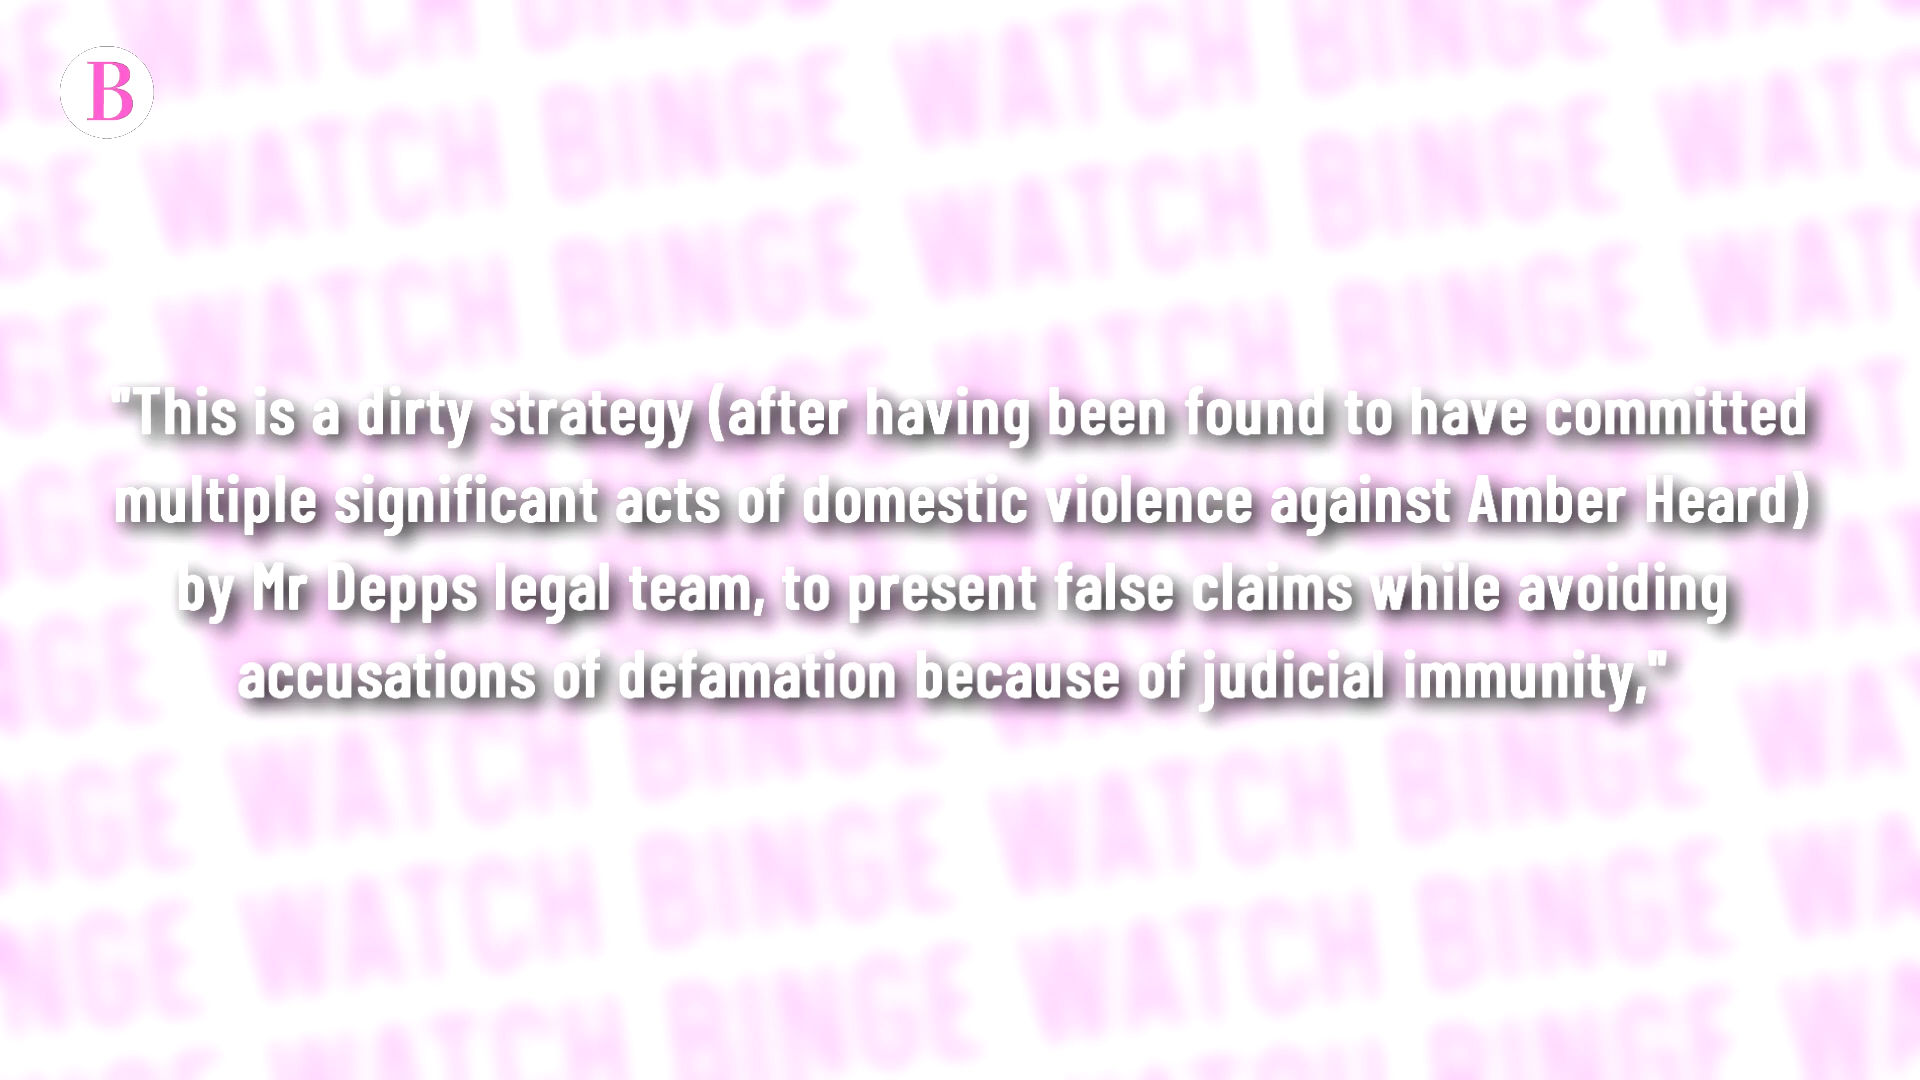 B
"This is a dirty strategy (after having been found to have committed
multiple significant acts of domestic violence against Amber Heard)
by Mr Depps legal team, to present false claims while avoiding
accusations of defamation because of judicial immunity,"